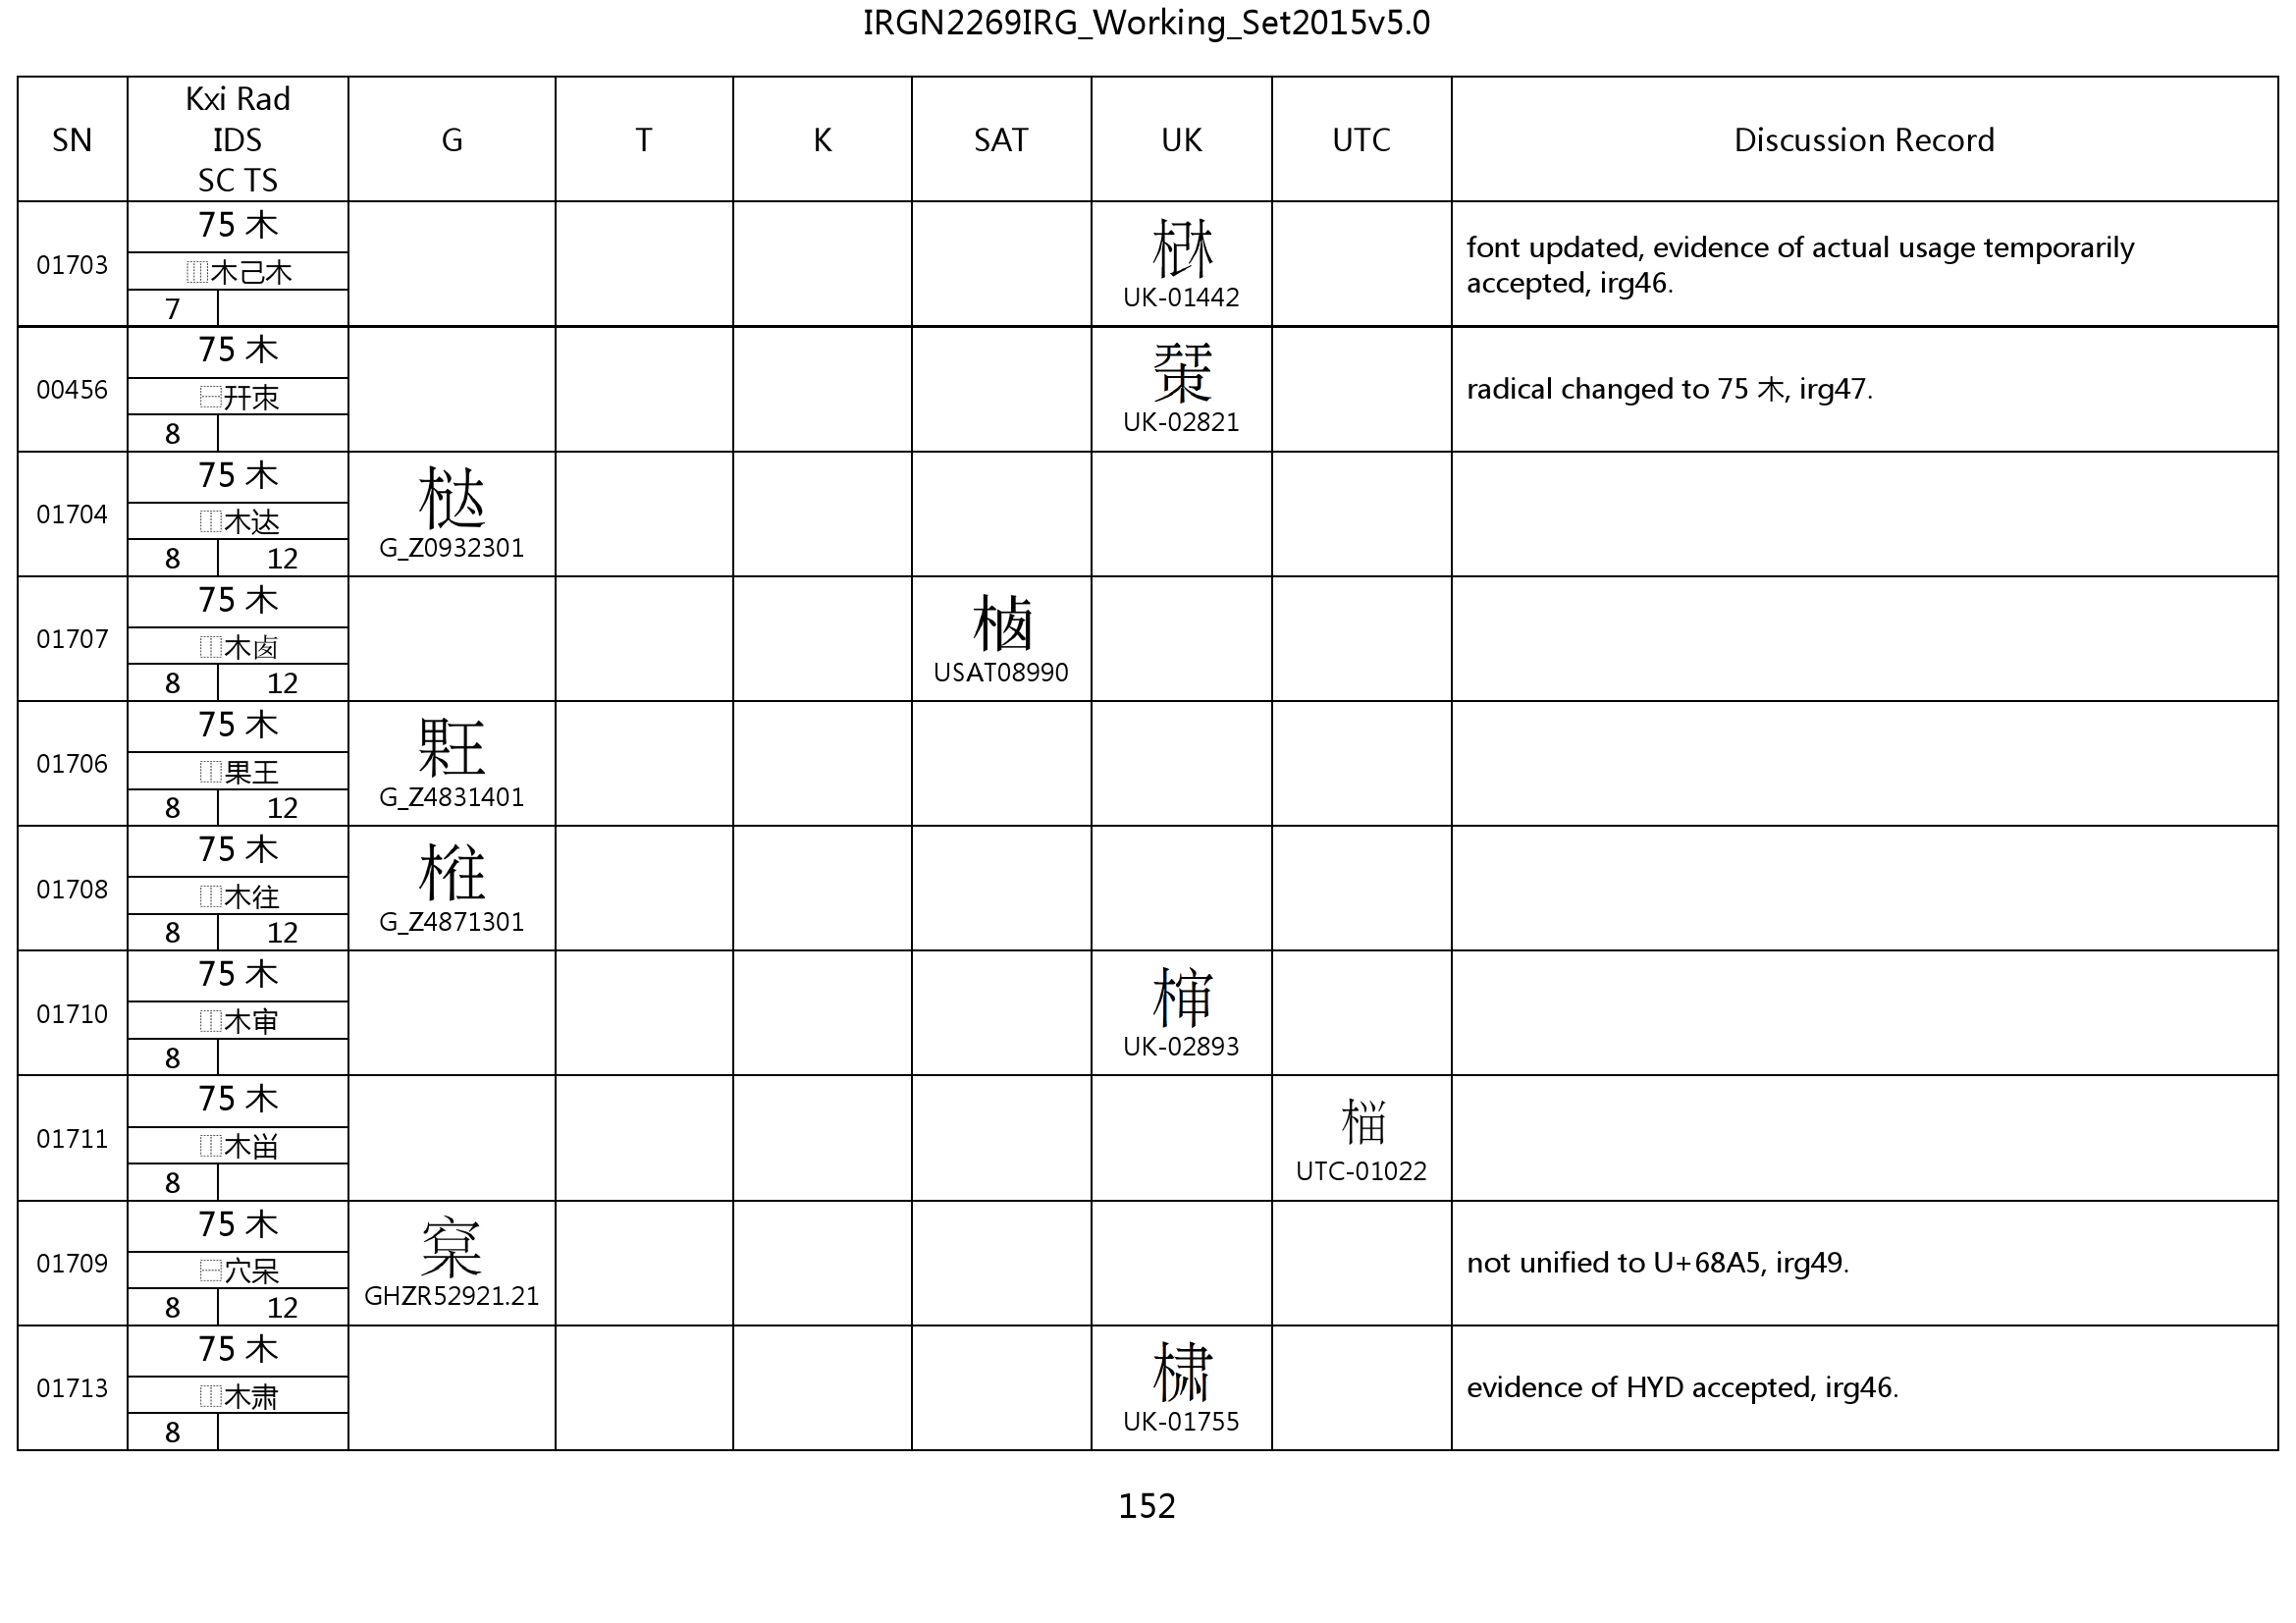 IRGN2269IRG_Working_Set2015v5.0
SN
Kxi Rad
IDS
SC TS
G
T
K
SAT
UK
UTC
Discussion Record
01703
75 木
⿲木己木
7
UK-01442
font updated, evidence of actual usage temporarily
accepted, irg46.
00456
75 木
⿱幵朿
8
UK-02821
radical changed to 75 木, irg47.
01704
75 木
⿰木迏
8 12
G_Z0932301
01707
75 木
⿰木卤
8 12
USAT08990
01706
75 木
⿰果王
8 12
G_Z4831401
01708
75 木
⿰木往
8 12
G_Z4871301
01710
75 木
⿰木审
8
UK-02893
01711
75 木
⿰木甾
8
UTC-01022
01709
75 木
⿱穴呆
8 12
GHZR52921.21
not unified to U+68A5, irg49.
01713
75 木
⿰木肃
8
UK-01755
evidence of HYD accepted, irg46.
152